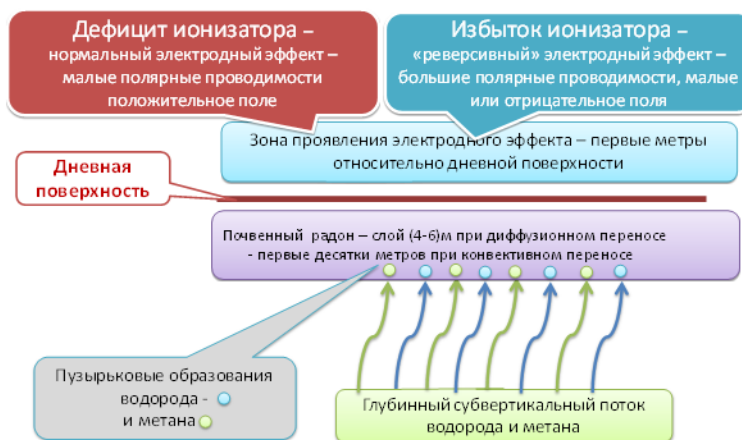 Дефицит ионизатора –
нормальный электродный эффект –
малые полярные проводимости
положительное поле
Избыток ионизатора –
«реверсивный» электродный эффект –
большие полярные проводимости, малые
или отрицательное поля
Зона проявления электродного эффекта – первые метры
относительно дневной поверхности
Дневная
поверхность
Почвенный радон – слой (4-6)м при диффузионном переносе
- первые десятки метров при конвективном переносе
Пузырьковые образования
водорода -
и метана
Глубинный субвертикальный поток
водорода и метана